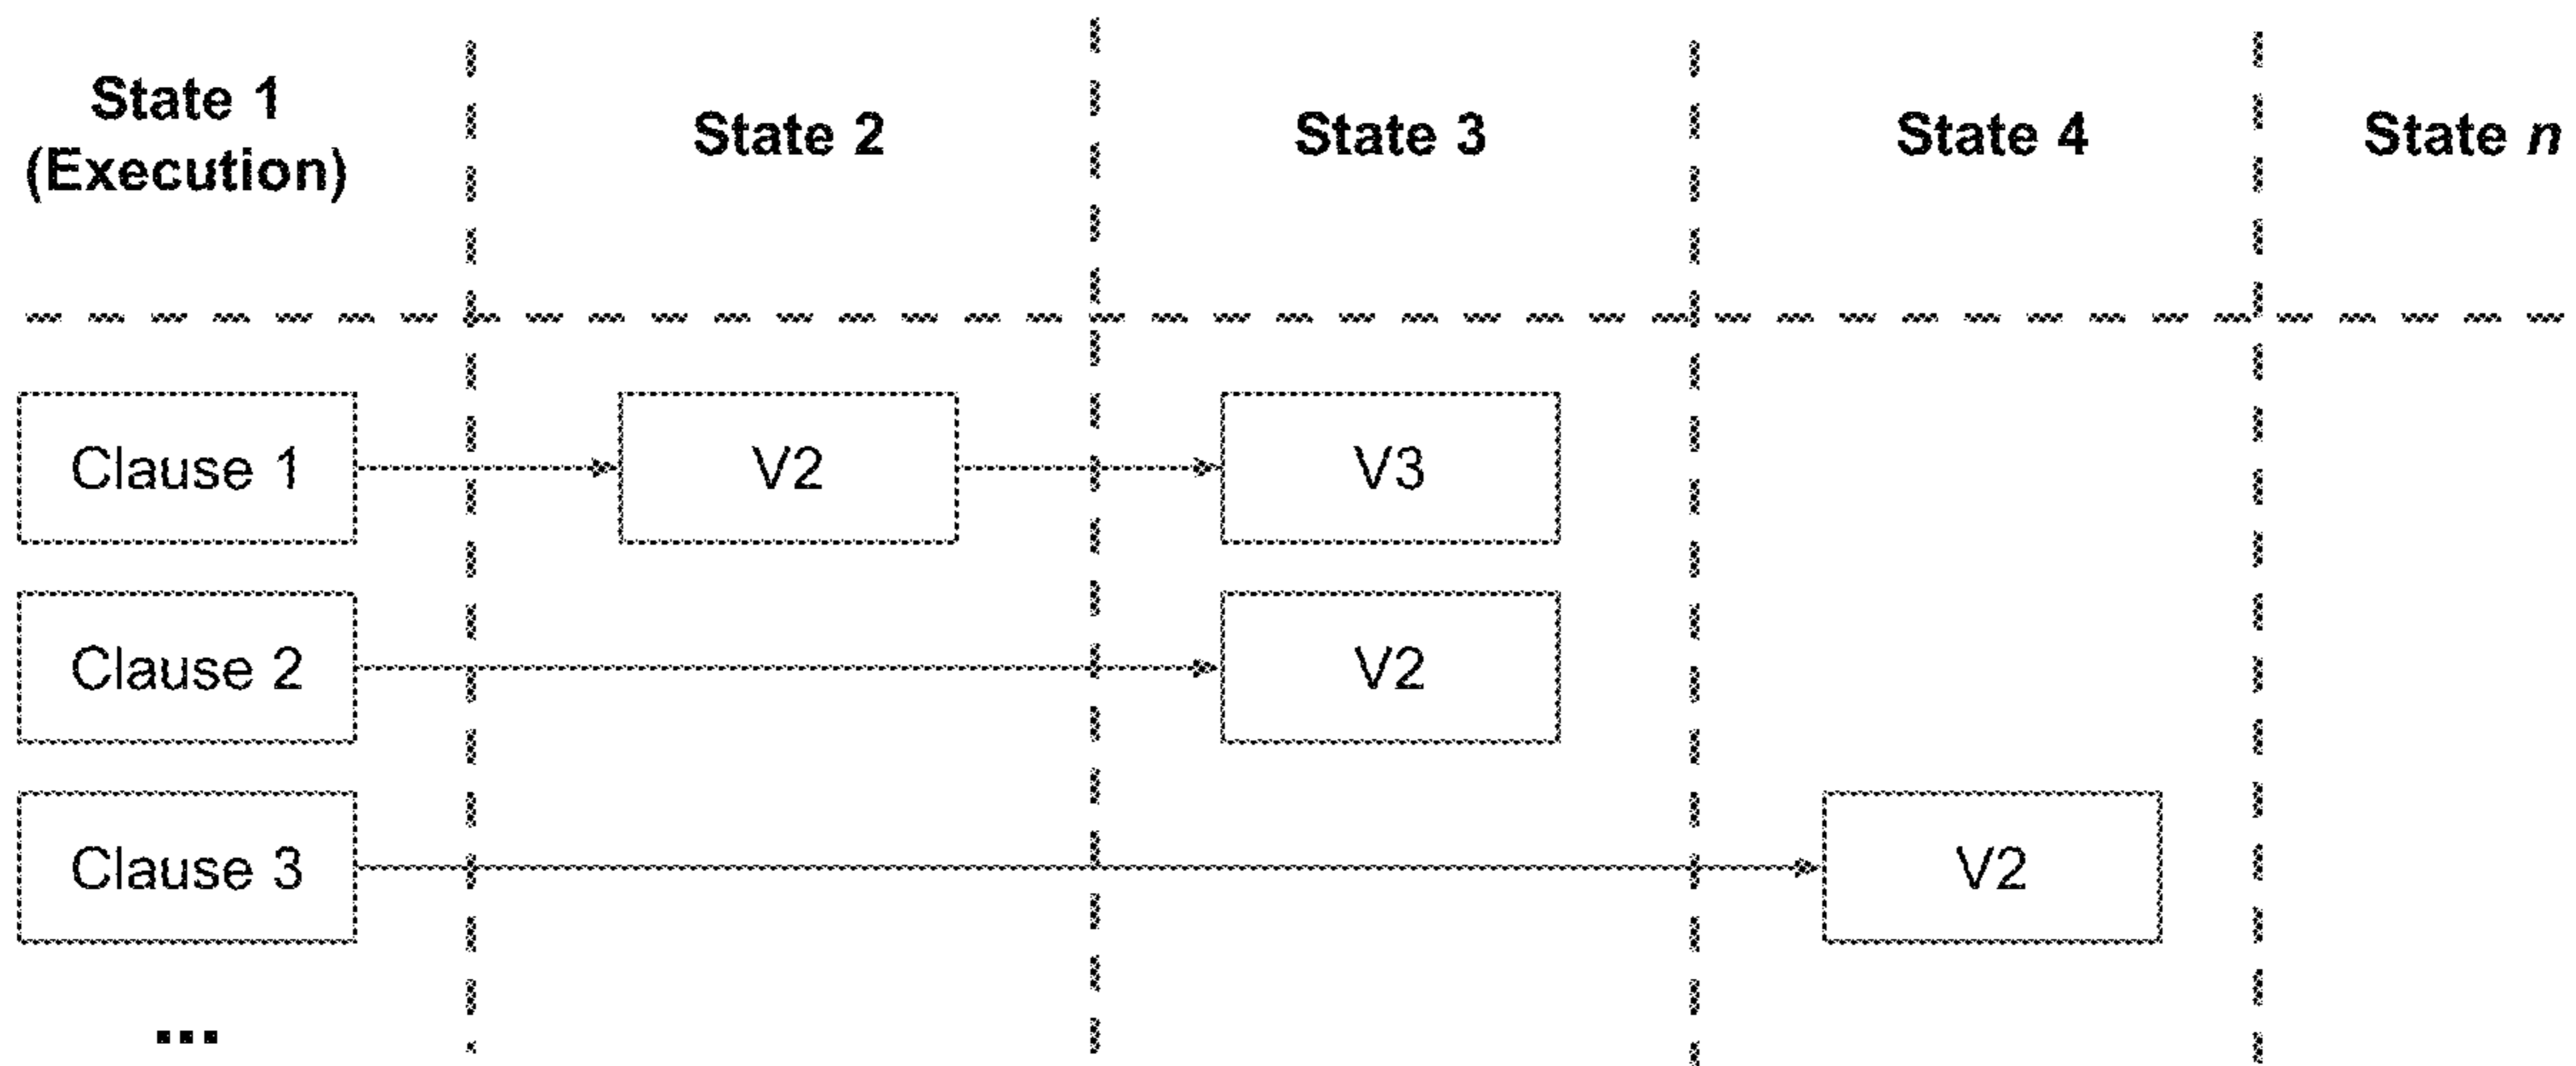 State 1
(Execution)
State 2
State 3
State 4
State n
Clause 1
V2
V3
Clause 2
V2
Clause 3
V2
...